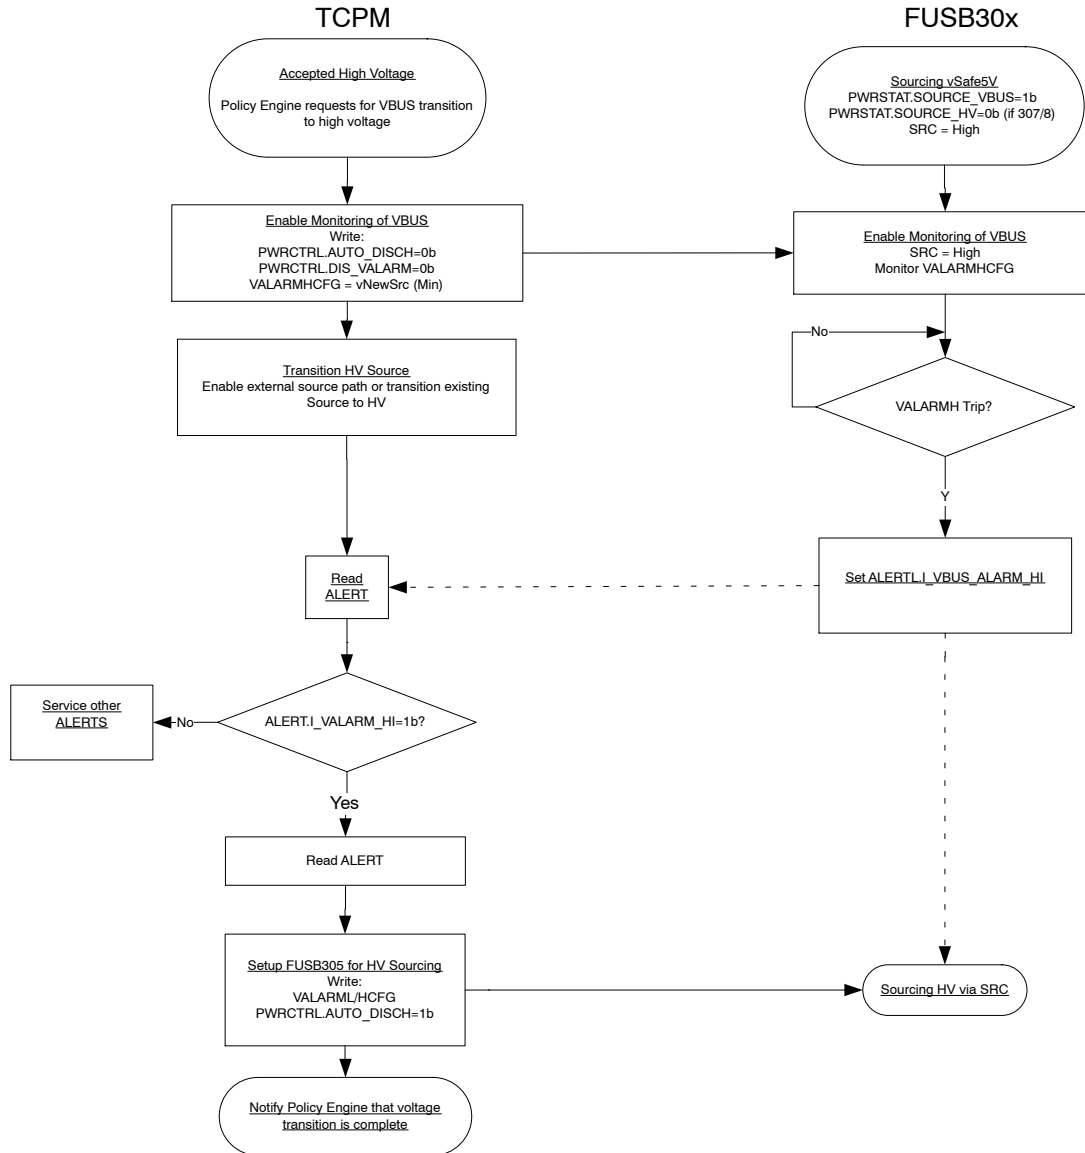 TCPM
FUSB30x
Accepted High Voltage
Policy Engine requests for VBUS transition
to high voltage
Sourcing vSafe5V
PWRSTAT.SOURCE_VBUS=1b
PWRSTAT.SOURCE_HV=0b (if 307/8)
SRC = High
Enable Monitoring of VBUS
Write:
PWRCTRL.AUTO_DISCH=0b
PWRCTRL.DIS_VALARM=0b
VALARMHCFG = vNewSrc (Min)
Enable Monitoring of VBUS
SRC = High
Monitor VALARMHCFG
No
Transition HV Source
Enable external source path or transition existing
Source to HV
VALARMH Trip?
Y
Read
ALERT
Set ALERTL.I_VBUS_ALARM_HI
Service other
ALERTS
No
ALERT.I_VALARM_HI=1b?
Yes
Read ALERT
Setup FUSB305 for HV Sourcing
Write:
VALARML/HCFG
PWRCTRL.AUTO_DISCH=1b
Sourcing HV via SRC
Notify Policy Engine that voltage
transition is complete